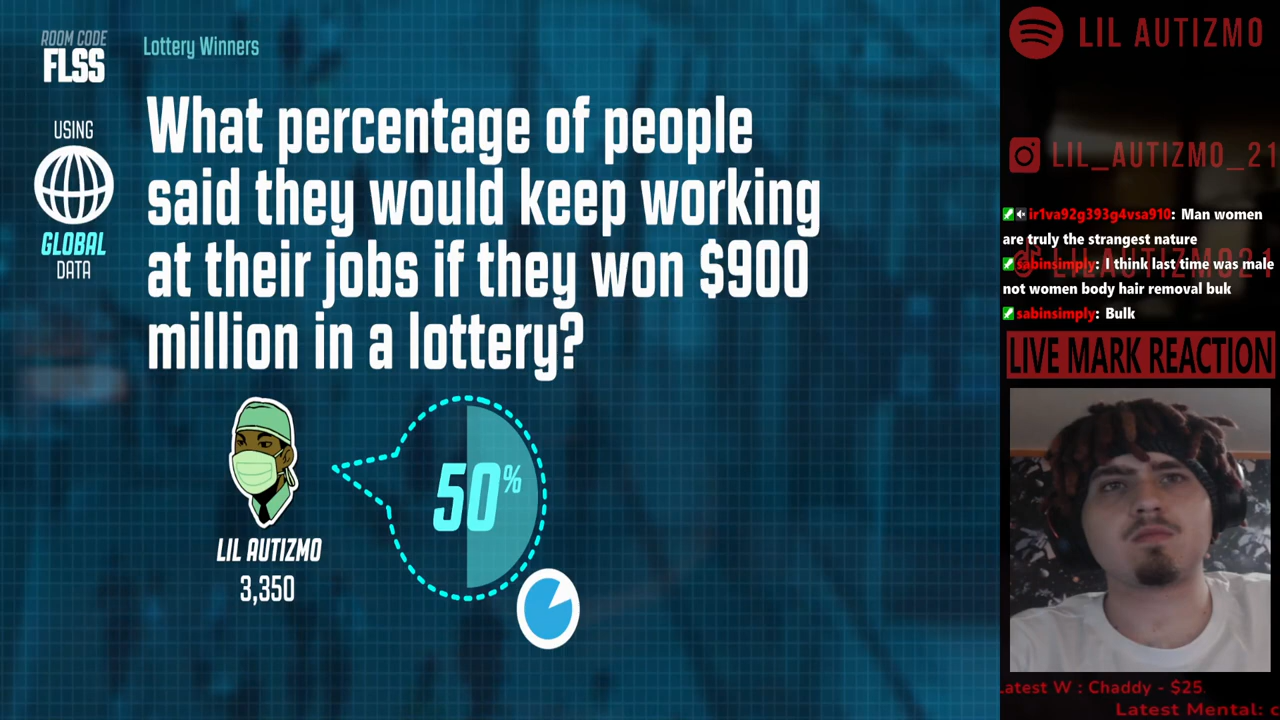 ROOM CODE
FLSS
Lottery Winners
USING
GLOBAL
DATA
What percentage of people
said they would keep working
at their jobs if they won $900
million in a lottery?
50%
LIL AUTIZMO
3,350
LIL AUTIZMO
LIL_AUTIZMO_21
ir1va92g393g4vsa910: Man women
are truly the strangest nature
LIL AUTIZMO21
sabinsimply: I think last time was male
not women body hair removal buk
sabinsimply: Bulk
LIVE MARK REACTION
Latest W : Chaddy - $25
Latest Mental: c